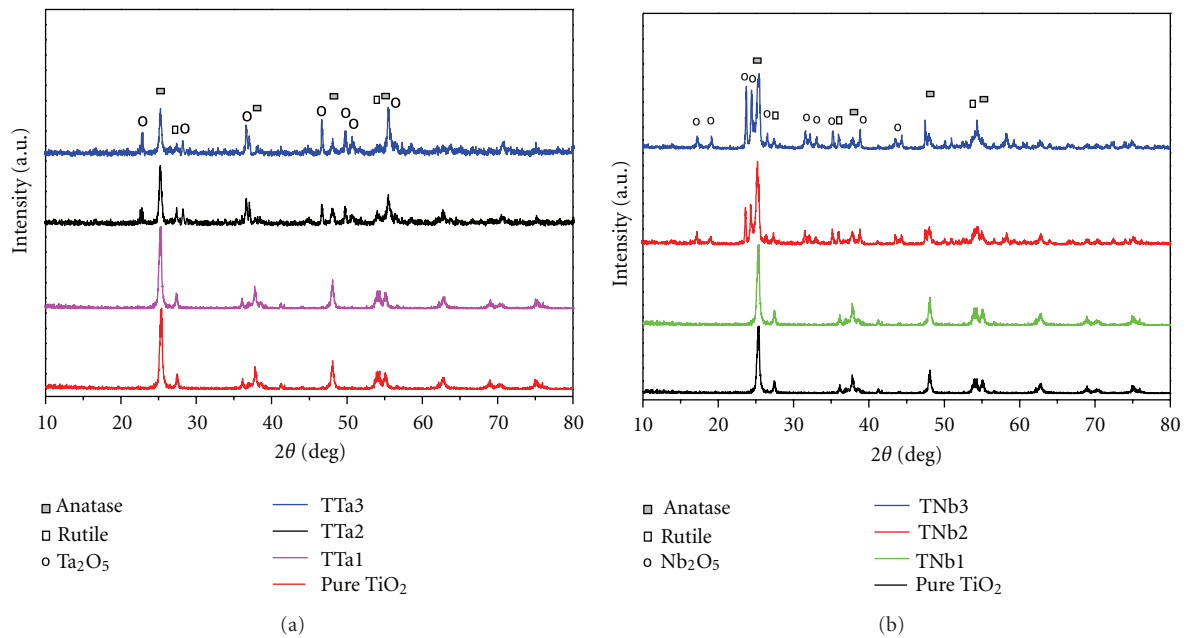 (a)
Intensity (a.u.)
10 20 30 40 50 60 70 80
2θ (deg)
Anatase
Rutile
Ta₂O₅
TTa3
TTa2
TTa1
Pure TiO₂
(a)
(b)
Intensity (a.u.)
10 20 30 40 50 60 70 80
2θ (deg)
Anatase
Rutile
Nb₂O₅
TNb3
TNb2
TNb1
Pure TiO₂
(b)